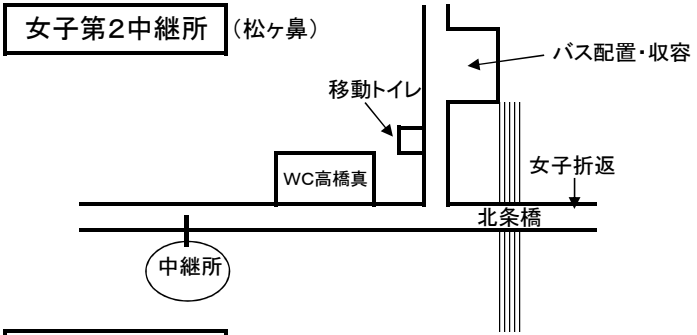 女子第2中継所 (松ヶ鼻)
バス配置・収容
移動トイレ
WC高橋真
女子折返
北条橋
中継所